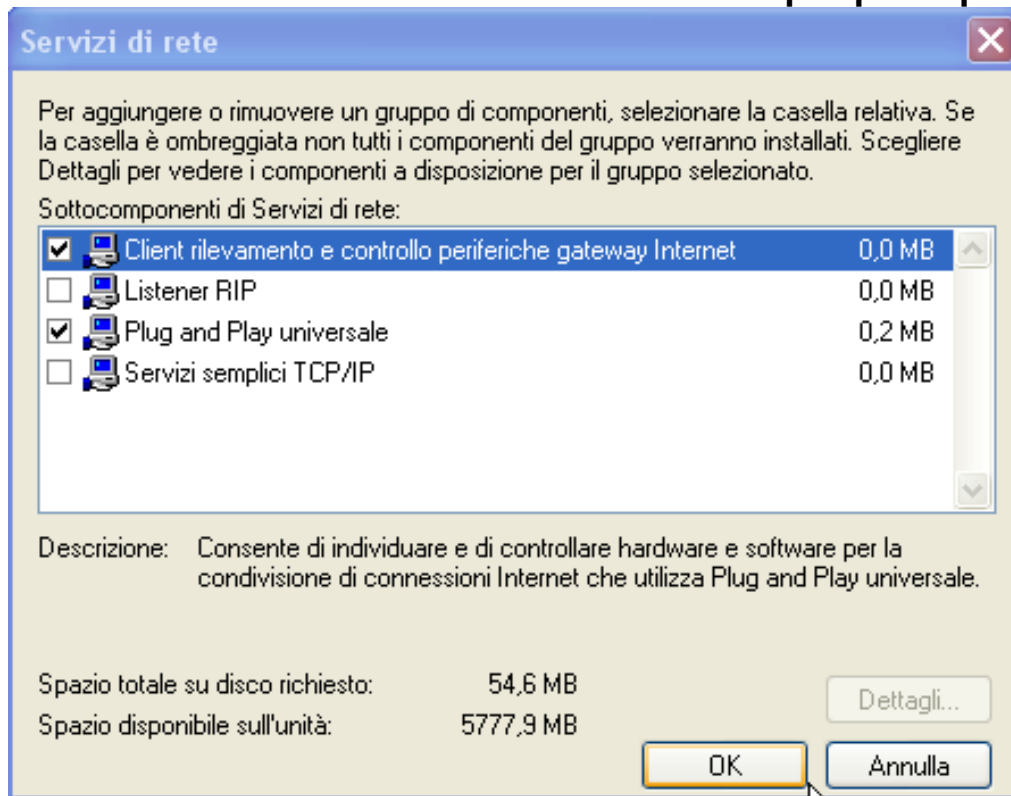 Servizi di rete
Per aggiungere o rimuovere un gruppo di componenti, selezionare la casella relativa. Se
la casella è ombreggiata non tutti i componenti del gruppo verranno installati. Scegliere
Dettagli per vedere i componenti a disposizione per il gruppo selezionato.
Sottocomponenti di Servizi di rete:
Client rilevamento e controllo periferiche gateway Internet 0,0 MB
Listener RIP 0,0 MB
Plug and Play universale 0,2 MB
Servizi semplici TCP/IP 0,0 MB
Descrizione: Consente di individuare e di controllare hardware e software per la
condivisione di connessioni Internet che utilizza Plug and Play universale.
Spazio totale su disco richiesto: 54,6 MB
Dettagli...
Spazio disponibile sull'unità: 5777,9 MB
OK Annulla